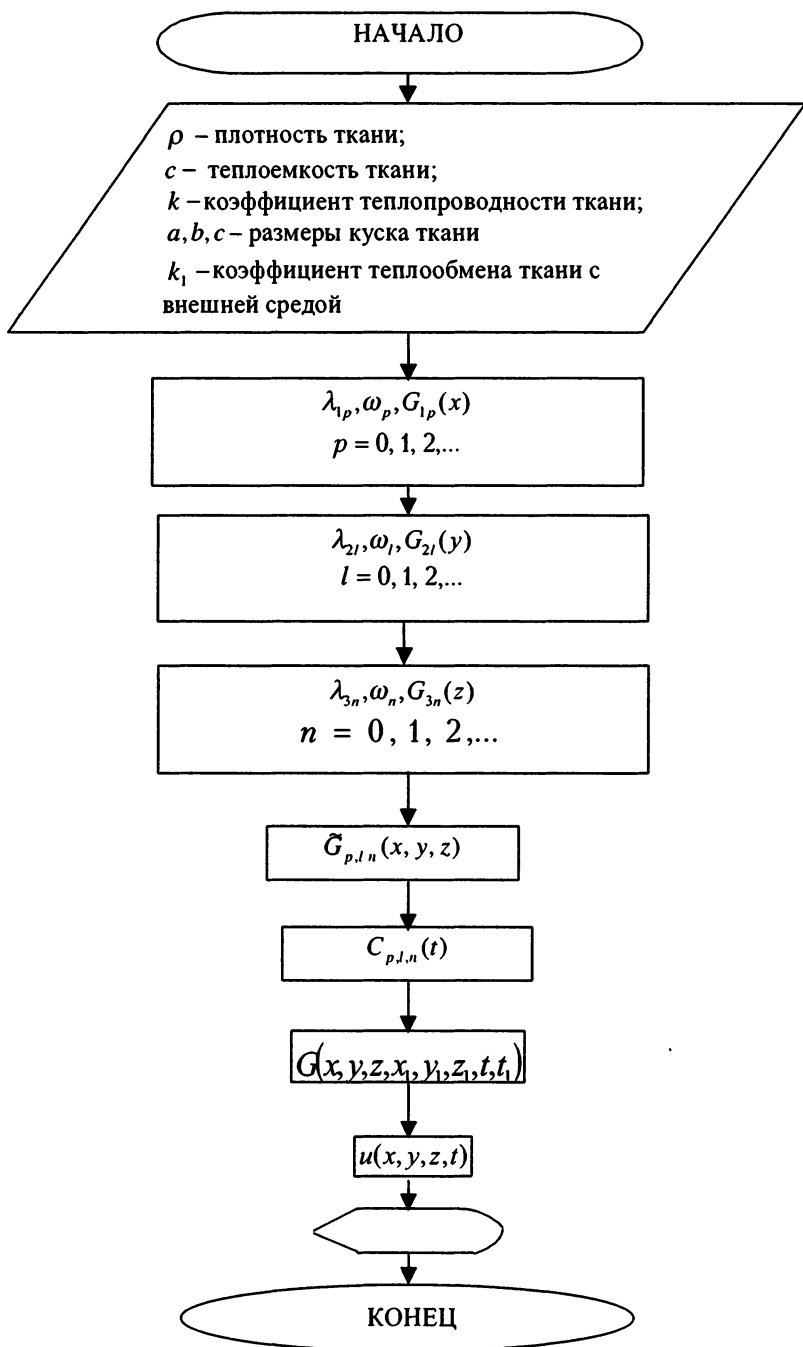 НАЧАЛО
ρ – плотность ткани;
c – теплоемкость ткани;
k – коэффициент теплопроводности ткани;
a, b, c – размеры куска ткани
k₁ – коэффициент теплообмена ткани с
внешней средой
λ₁ₚ, ωₚ, G₁ₚ(x)
p = 0, 1, 2,...
λ₂ₗ, ωₗ, G₂ₗ(y)
l = 0, 1, 2,...
λ₃ₙ, ωₙ, G₃ₙ(z)
n = 0, 1, 2,...
G̃_{p,l n}(x, y, z)
C_{p,l,n}(t)
G(x, y, z, x₁, y₁, z₁, t, t₁)
u(x, y, z, t)
КОНЕЦ